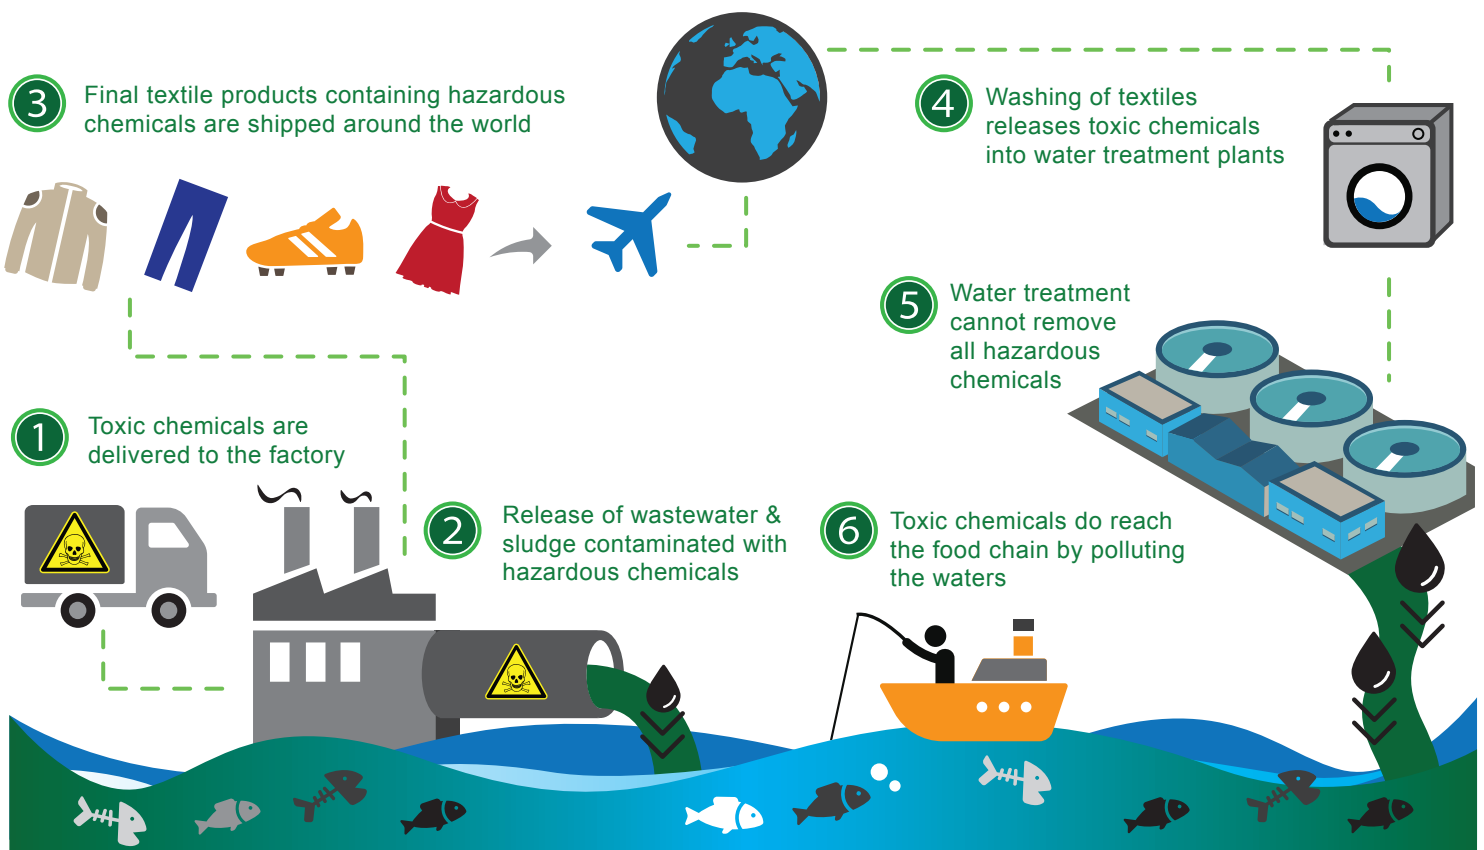 3
Final textile products containing hazardous
chemicals are shipped around the world
4
Washing of textiles
releases toxic chemicals
into water treatment plants
5
Water treatment
cannot remove
all hazardous
chemicals
1
Toxic chemicals are
delivered to the factory
2
Release of wastewater &
sludge contaminated with
hazardous chemicals
6
Toxic chemicals do reach
the food chain by polluting
the waters